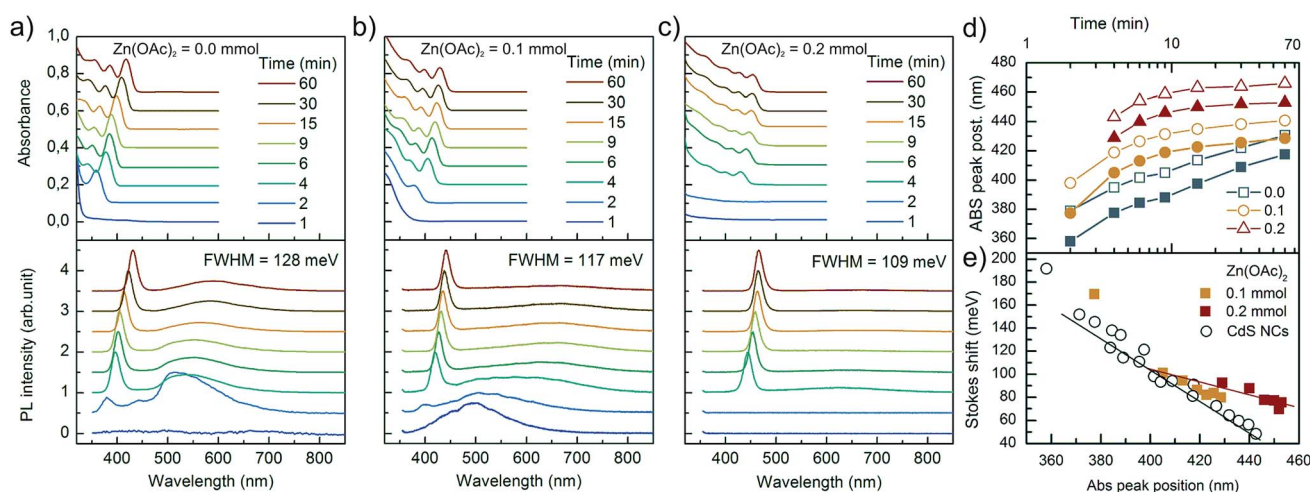 a)
Zn(OAc)2 = 0.0 mmol
Time (min)
60
30
15
9
6
4
2
1
Absorbance
1,0
0,8
0,6
0,4
0,2
0,0
FWHM = 128 meV
PL intensity (arb.unit)
4
3
2
1
0
400 500 600 700 800
Wavelength (nm)
b)
Zn(OAc)2 = 0.1 mmol
Time (min)
60
30
15
9
6
4
2
1
FWHM = 117 meV
400 500 600 700 800
Wavelength (nm)
c)
Zn(OAc)2 = 0.2 mmol
Time (min)
60
30
15
9
6
4
2
1
FWHM = 109 meV
400 500 600 700 800
Wavelength (nm)
d)
Time (min)
1 10 70
ABS peak post. (nm)
480
460
440
420
400
380
360
0.0
0.1
0.2
e)
Stokes shift (meV)
200
180
160
140
120
100
80
60
40
Zn(OAc)2
0.1 mmol
0.2 mmol
CdS NCs
360 380 400 420 440 460
Abs peak position (nm)